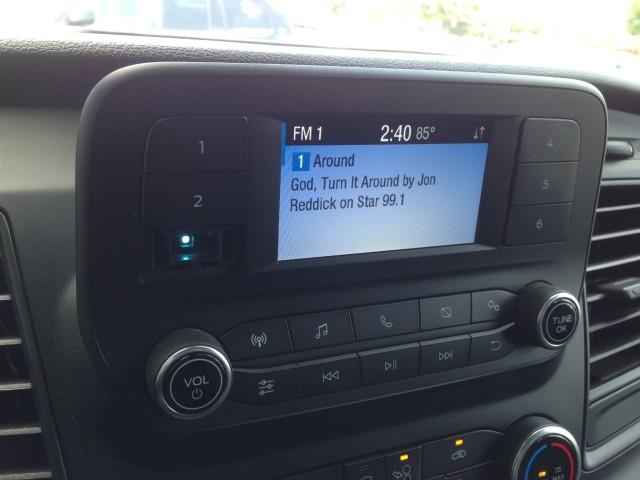 FM 1 2:40 85°
1 Around
God, Turn It Around by Jon
Reddick on Star 99.1
1
2
4
5
6
VOL
TUNE
OK
MAX